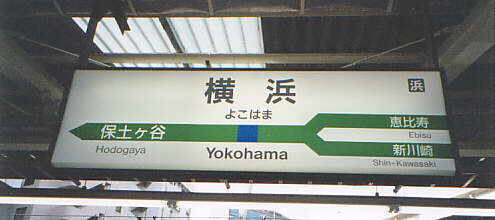 浜
横浜
よこはま
保土ヶ谷
Hodogaya
Yokohama
恵比寿
Ebisu
新川崎
Shin-Kawasaki